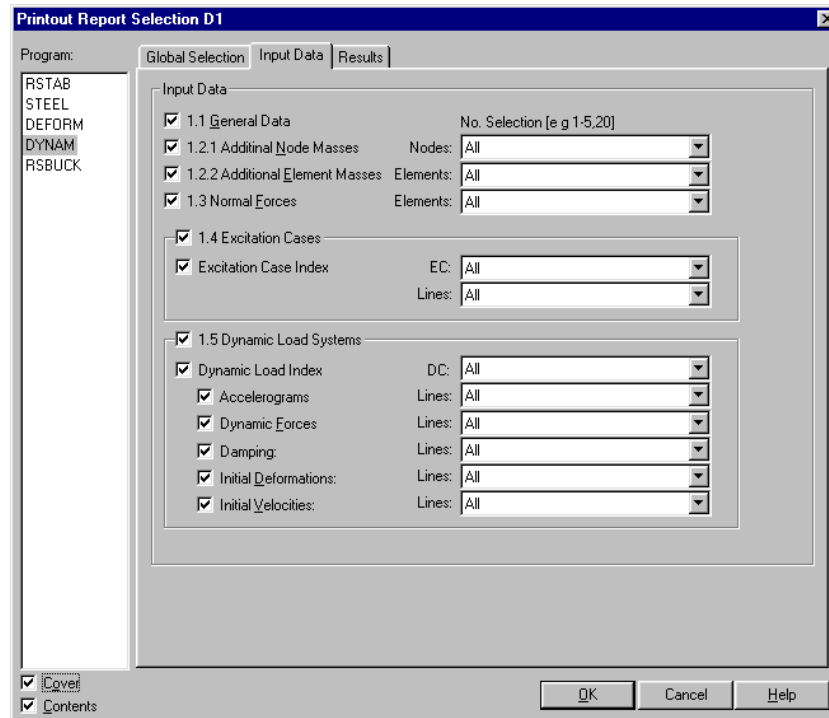 Printout Report Selection D1
Program:
RSTAB
STEEL
DEFORM
DYNAM
RSBUCK
Global Selection Input Data Results
Input Data
1.1 General Data No. Selection [e g 1-5,20]
1.2.1 Additinal Node Masses Nodes: All
1.2.2 Additional Element Masses Elements: All
1.3 Normal Forces Elements: All
1.4 Excitation Cases
Excitation Case Index EC: All
Lines: All
1.5 Dynamic Load Systems
Dynamic Load Index DC: All
Accelerograms Lines: All
Dynamic Forces Lines: All
Damping: Lines: All
Initial Deformations: Lines: All
Initial Velocities: Lines: All
Cover
Contents
OK Cancel Help